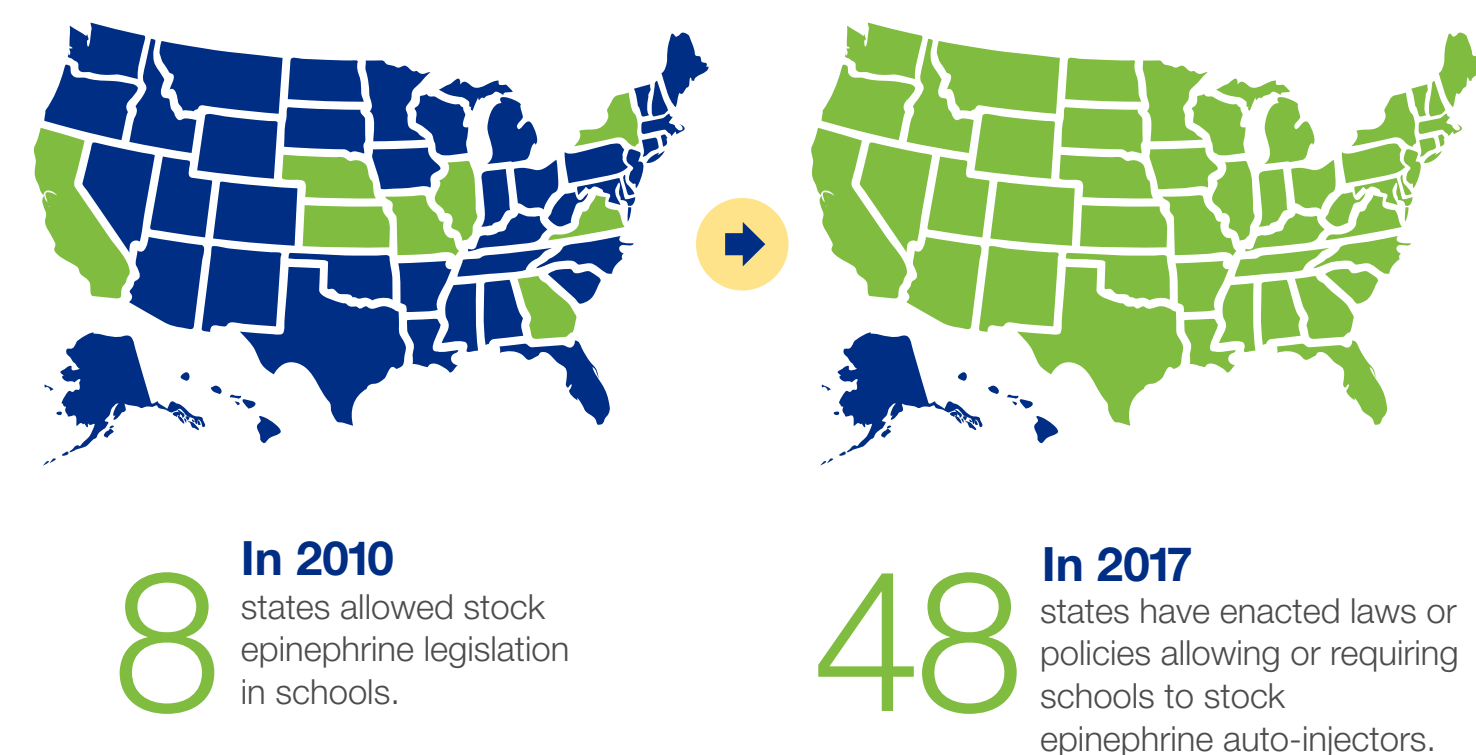 8
In 2010
states allowed stock
epinephrine legislation
in schools.
48
In 2017
states have enacted laws or
policies allowing or requiring
schools to stock
epinephrine auto-injectors.